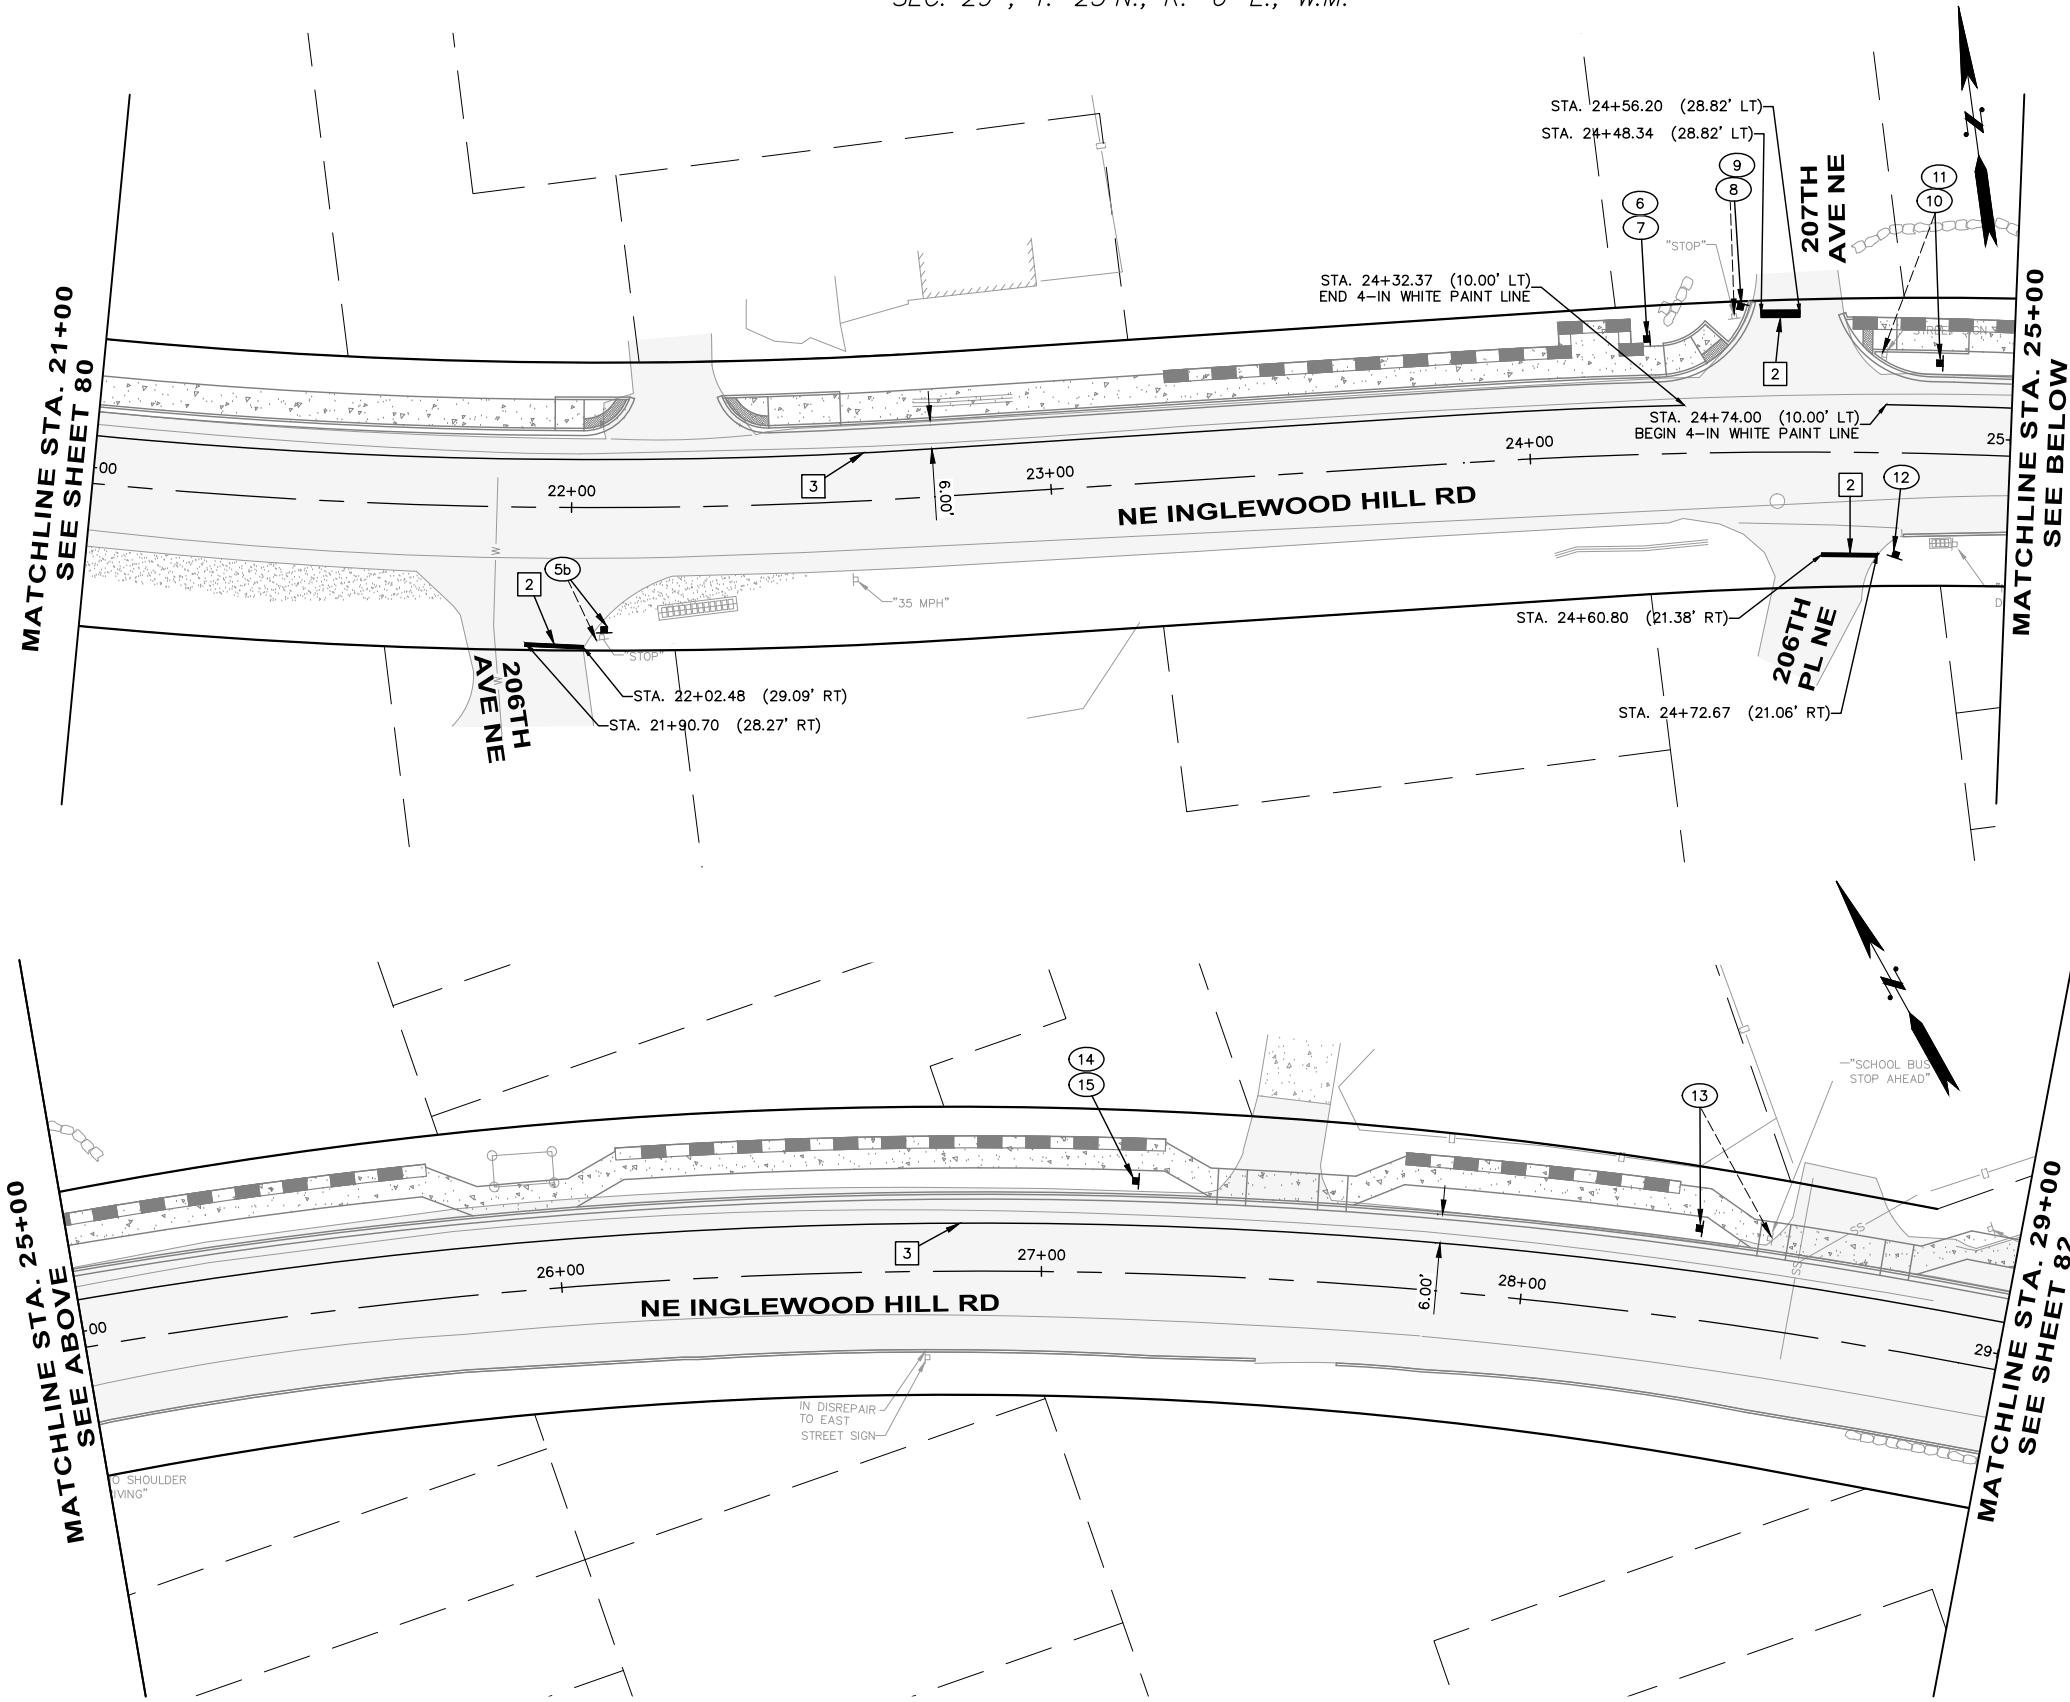 MATCHLINE STA. 21+00
SEE SHEET 80
STA. 24+56.20 (28.82' LT)
STA. 24+48.34 (28.82' LT)
9
8
6
7
"STOP"
207TH
AVE NE
11
10
N
STA. 24+32.37 (10.00' LT)
END 4-IN WHITE PAINT LINE
2
STA. 24+74.00 (10.00' LT)
BEGIN 4-IN WHITE PAINT LINE
MATCHLINE STA. 25+00
SEE BELOW
00
22+00
3
6.00'
23+00
24+00
25
NE INGLEWOOD HILL RD
2
12
W
2
5b
"35 MPH"
"STOP"
W
206TH
AVE NE
STA. 22+02.48 (29.09' RT)
STA. 21+90.70 (28.27' RT)
STA. 24+60.80 (21.38' RT)
206TH
PL NE
STA. 24+72.67 (21.06' RT)
D
N
"SCHOOL BUS
STOP AHEAD"
14
15
13
MATCHLINE STA. 25+00
SEE ABOVE
00
26+00
3
27+00
6.00'
28+00
SS
SS
29
NE INGLEWOOD HILL RD
IN DISREPAIR
TO EAST
STREET SIGN
O SHOULDER
IVING"
MATCHLINE STA. 29+00
SEE SHEET 82